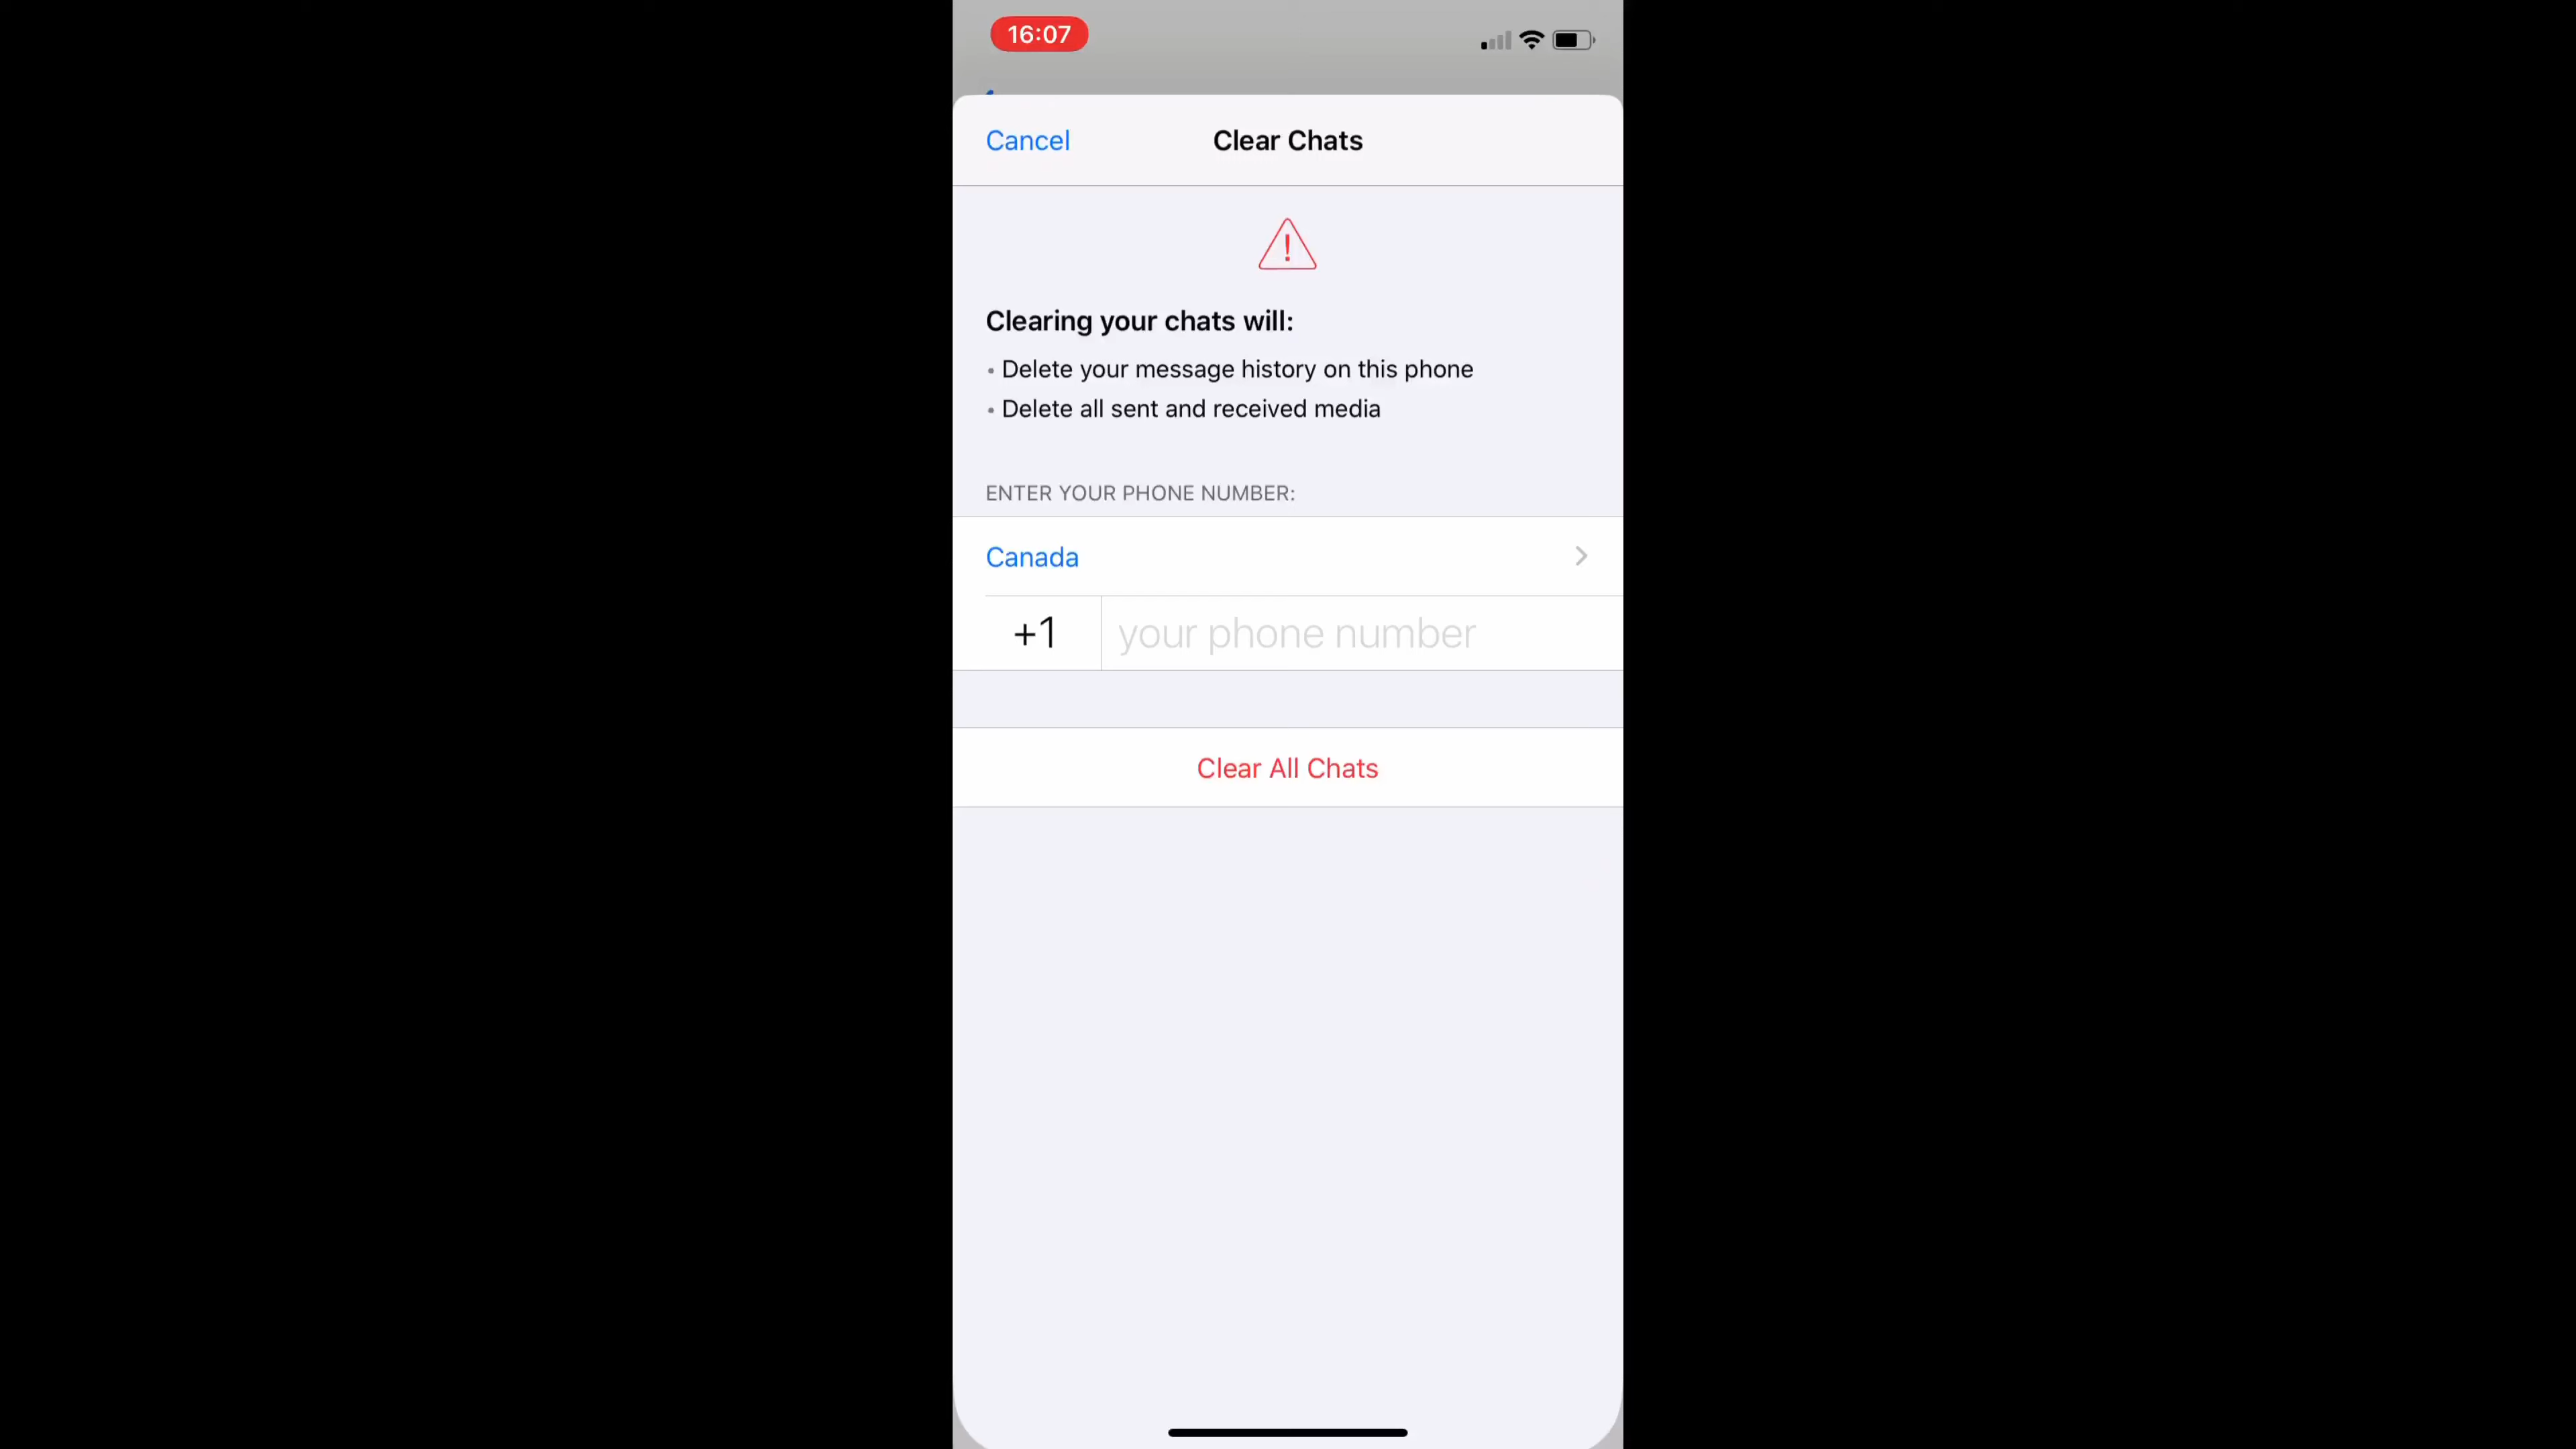 16:07
Cancel
Clear Chats
Clearing your chats will:
• Delete your message history on this phone
• Delete all sent and received media
ENTER YOUR PHONE NUMBER:
Canada
+1
your phone number
Clear All Chats